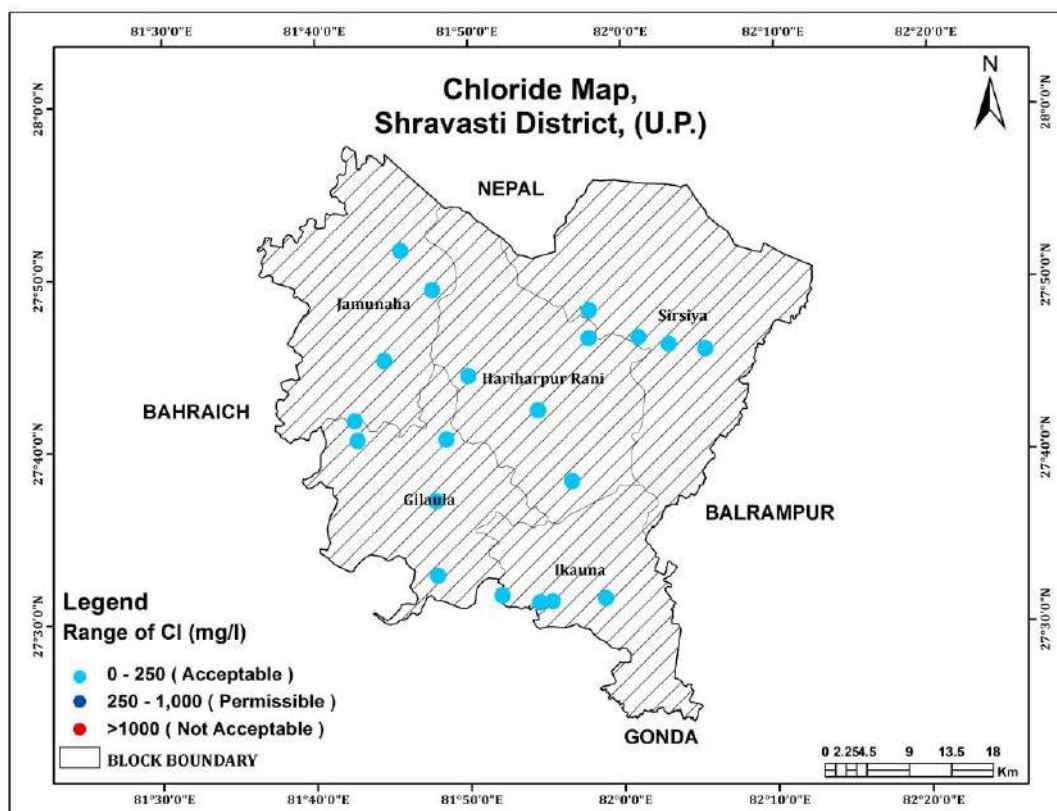 81°30'0"E 81°40'0"E 81°50'0"E 82°0'0"E 82°10'0"E 82°20'0"E
28°0'0"N 28°0'0"N
N
Chloride Map,
Shravasti District, (U.P.)
NEPAL
27°50'0"N 27°50'0"N
Jamunaha
Sirsiya
Hariharpur Rani
BAHRAICH
27°40'0"N 27°40'0"N
Gilaula
BALRAMPUR
Ikauna
27°30'0"N 27°30'0"N
Legend
Range of Cl (mg/l)
0 - 250 ( Acceptable )
250 - 1,000 ( Permissible )
>1000 ( Not Acceptable )
BLOCK BOUNDARY
GONDA
0 2.25 4.5 9 13.5 18
Km
81°30'0"E 81°40'0"E 81°50'0"E 82°0'0"E 82°10'0"E 82°20'0"E